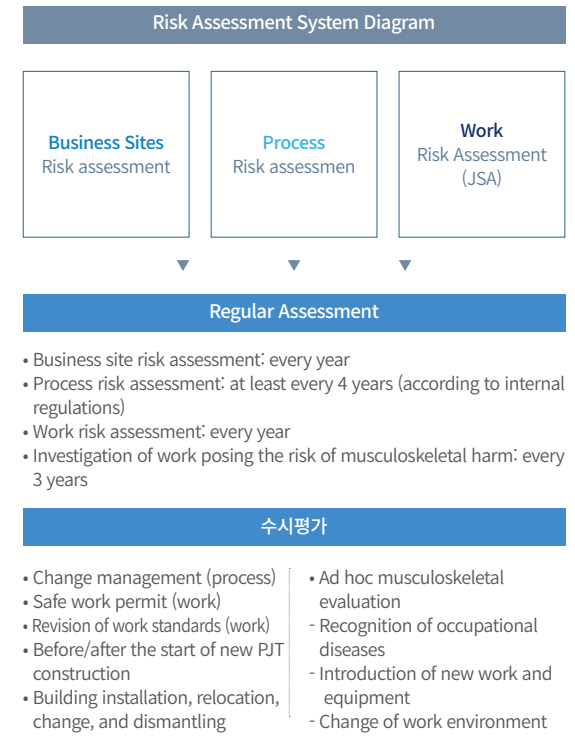 Risk Assessment System Diagram
Business Sites
Risk assessment
Process
Risk assessmen
Work
Risk Assessment
(JSA)
Regular Assessment
• Business site risk assessment: every year
• Process risk assessment: at least every 4 years (according to internal
regulations)
• Work risk assessment: every year
• Investigation of work posing the risk of musculoskeletal harm: every
3 years
수시평가
• Change management (process)
• Safe work permit (work)
• Revision of work standards (work)
• Before/after the start of new PJT
construction
• Building installation, relocation,
change, and dismantling
• Ad hoc musculoskeletal
evaluation
- Recognition of occupational
diseases
- Introduction of new work and
equipment
- Change of work environment